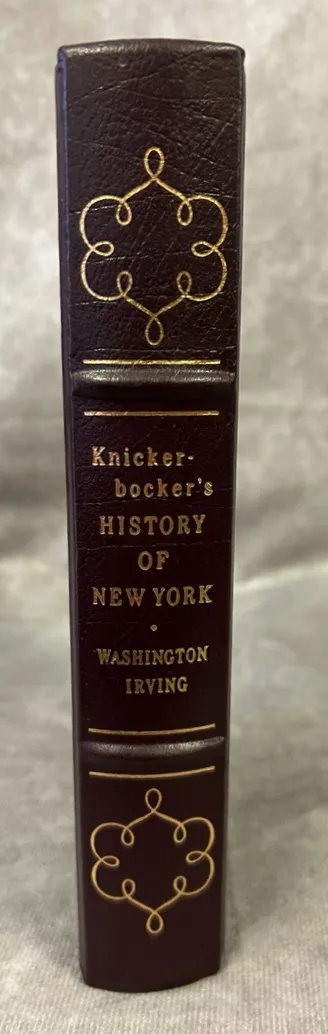 Knicker-
bocker's
HISTORY
OF
NEW YORK
WASHINGTON
IRVING